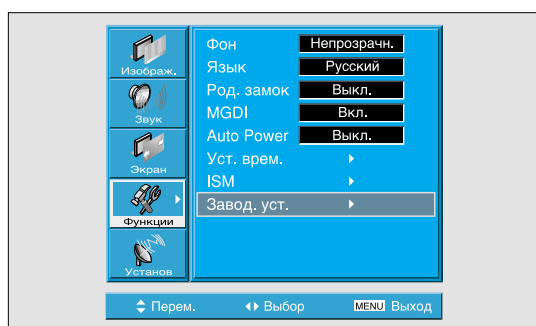 Изображ.
Звук
Экран
Функции
Установ
Фон Непрозрачн.
Язык Русский
Род. замок Выкл.
MGDI Вкл.
Auto Power Выкл.
Уст. врем.
ISM
Завод. уст.
Перем. Выбор MENU Выход